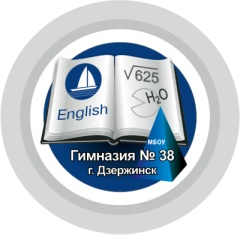 English
√625
H₂O
МБОУ
Гимназия № 38
г. Дзержинск